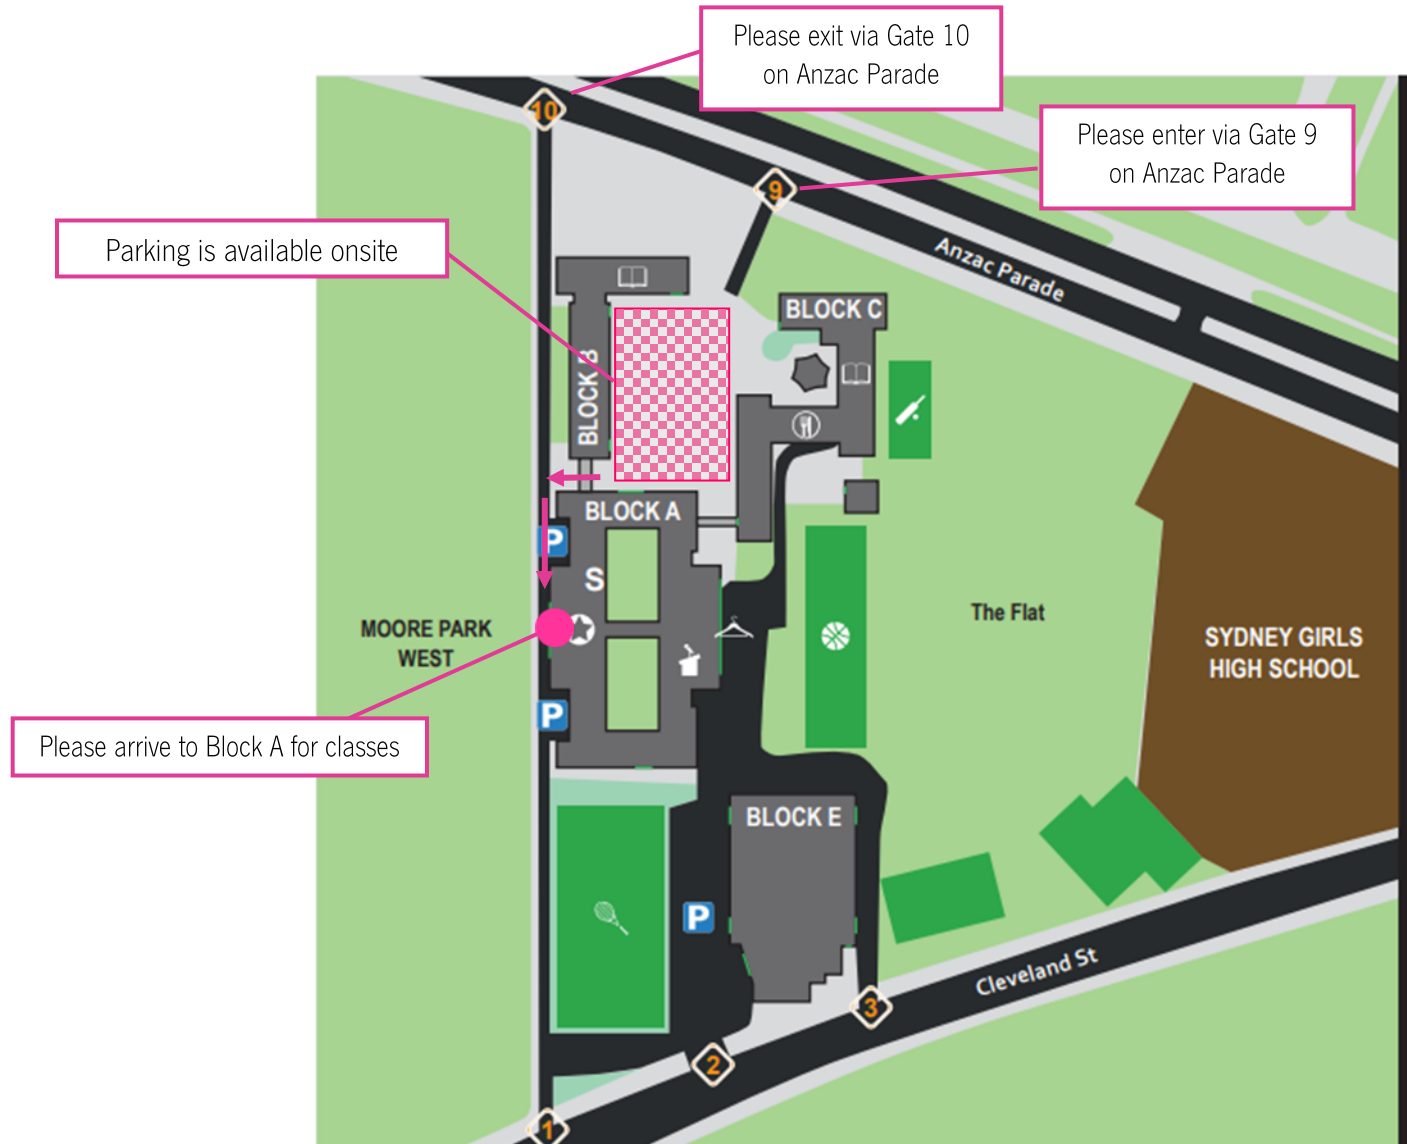 Please exit via Gate 10
on Anzac Parade
Please enter via Gate 9
on Anzac Parade
10
9
Parking is available onsite
Anzac Parade
BLOCK C
BLOCK B
BLOCK A
P
S
The Flat
MOORE PARK
WEST
SYDNEY GIRLS
HIGH SCHOOL
P
Please arrive to Block A for classes
BLOCK E
P
Cleveland St
3
2
1